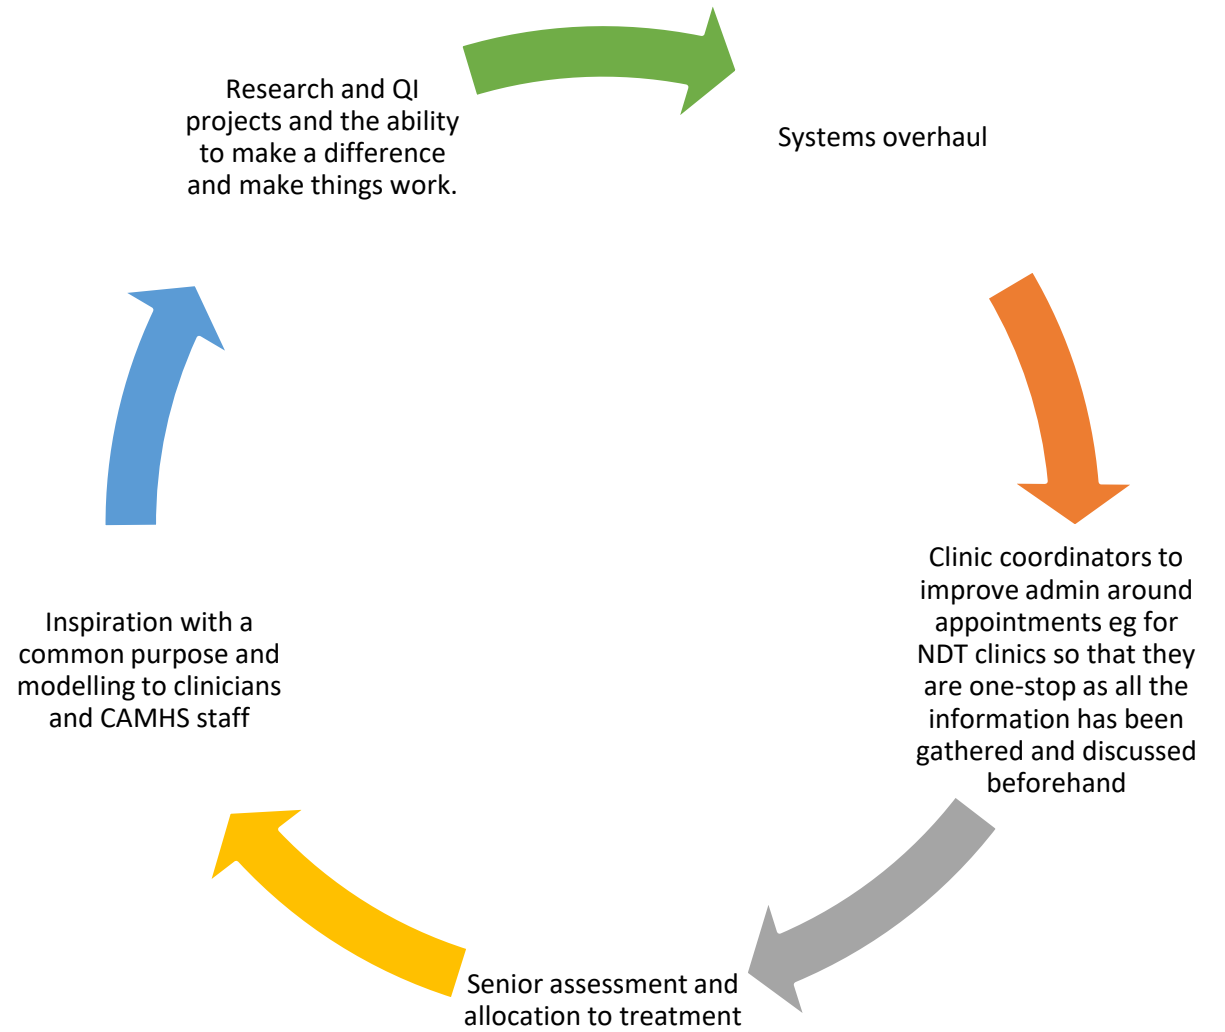 Research and QI
projects and the ability
to make a difference
and make things work.
Systems overhaul
Clinic coordinators to
improve admin around
appointments eg for
NDT clinics so that they
are one-stop as all the
information has been
gathered and discussed
beforehand
Senior assessment and
allocation to treatment
Inspiration with a
common purpose and
modelling to clinicians
and CAMHS staff